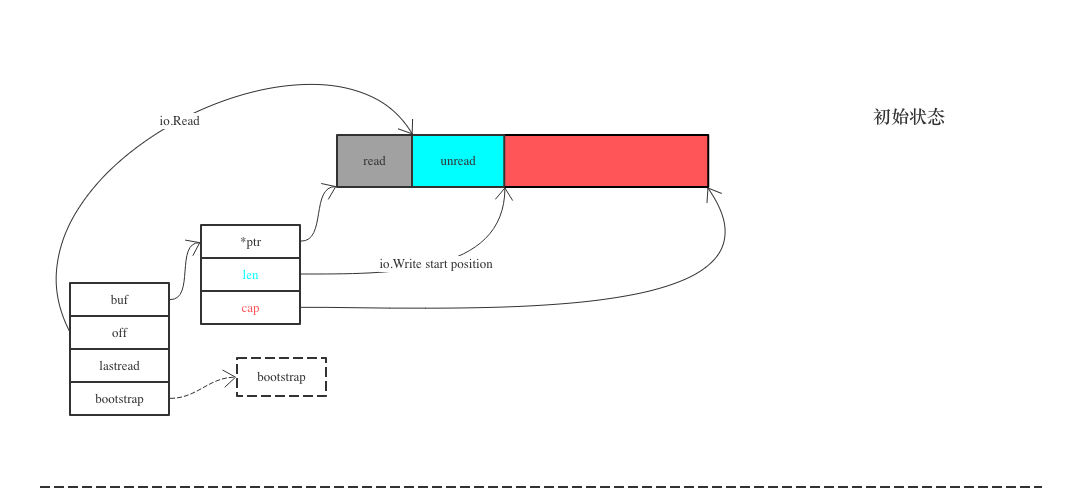 io.Read
初始状态
read
unread
*ptr
io.Write start position
len
buf
cap
off
lastread
bootstrap
bootstrap